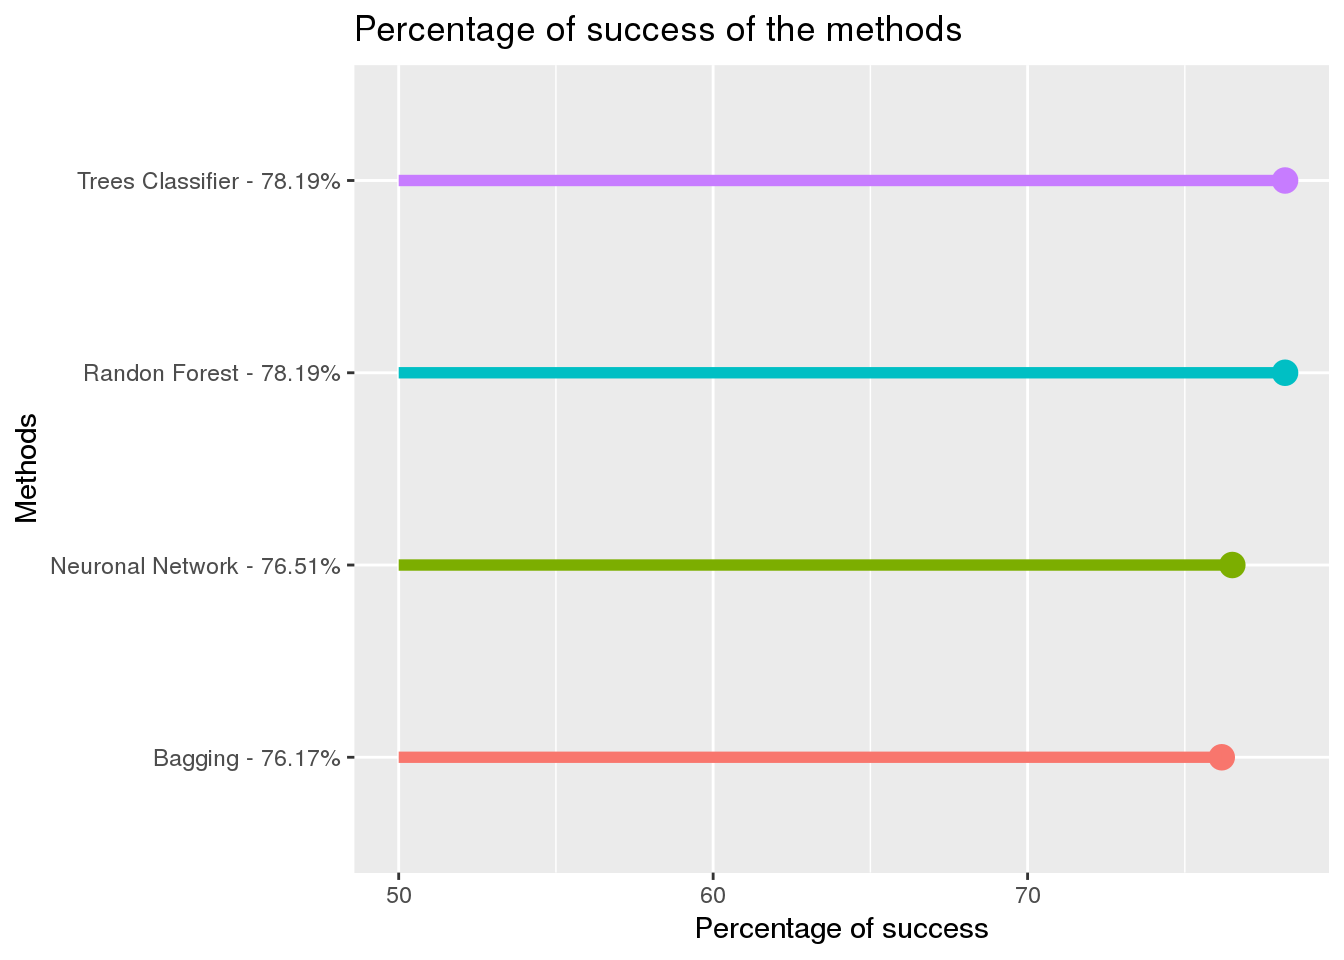 Percentage of success of the methods
Trees Classifier - 78.19%
Randon Forest - 78.19%
Methods
Neuronal Network - 76.51%
Bagging - 76.17%
50 60 70
Percentage of success